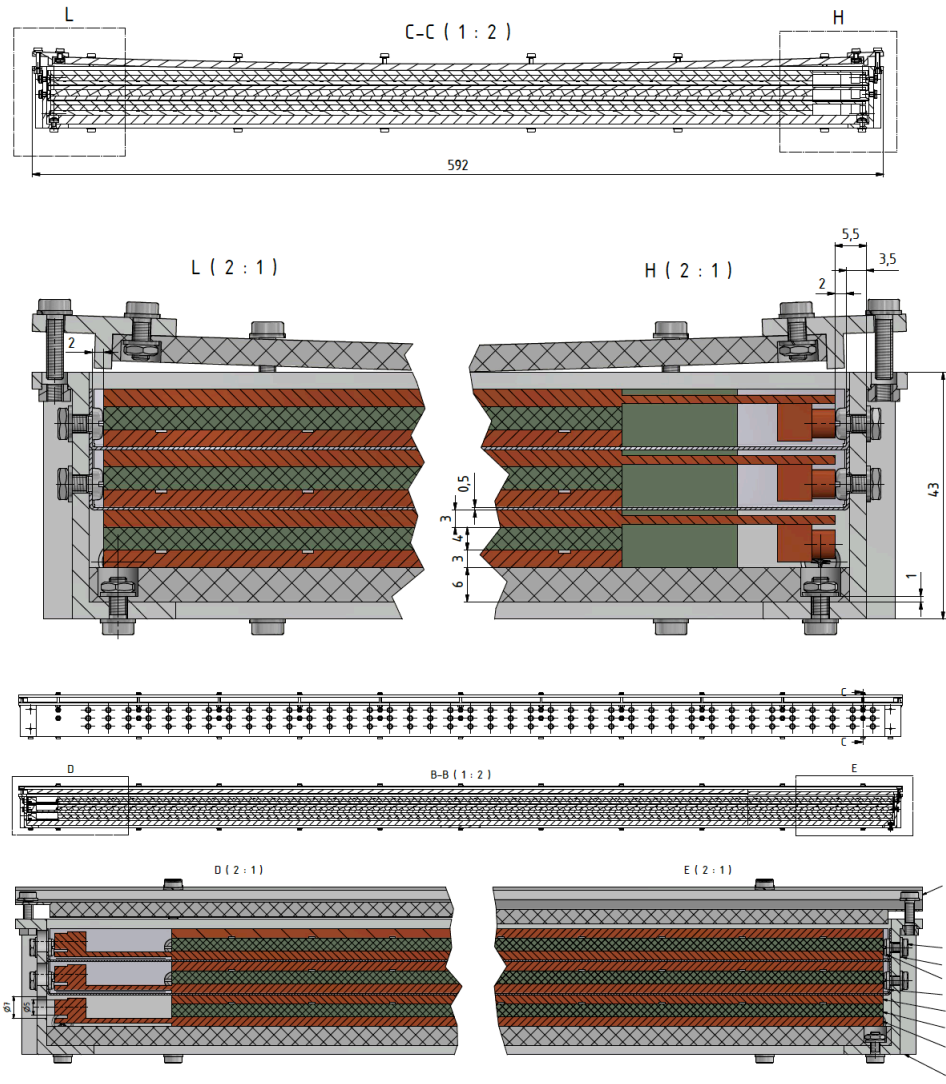 L
C-C ( 1 : 2 )
H
592
L ( 2 : 1 )
H ( 2 : 1 )
5,5
3,5
2
2
0,5
3
4
3
6
1
43
C
C
D
B-B ( 1 : 2 )
E
D ( 2 : 1 )
E ( 2 : 1 )
Ø7
Ø5